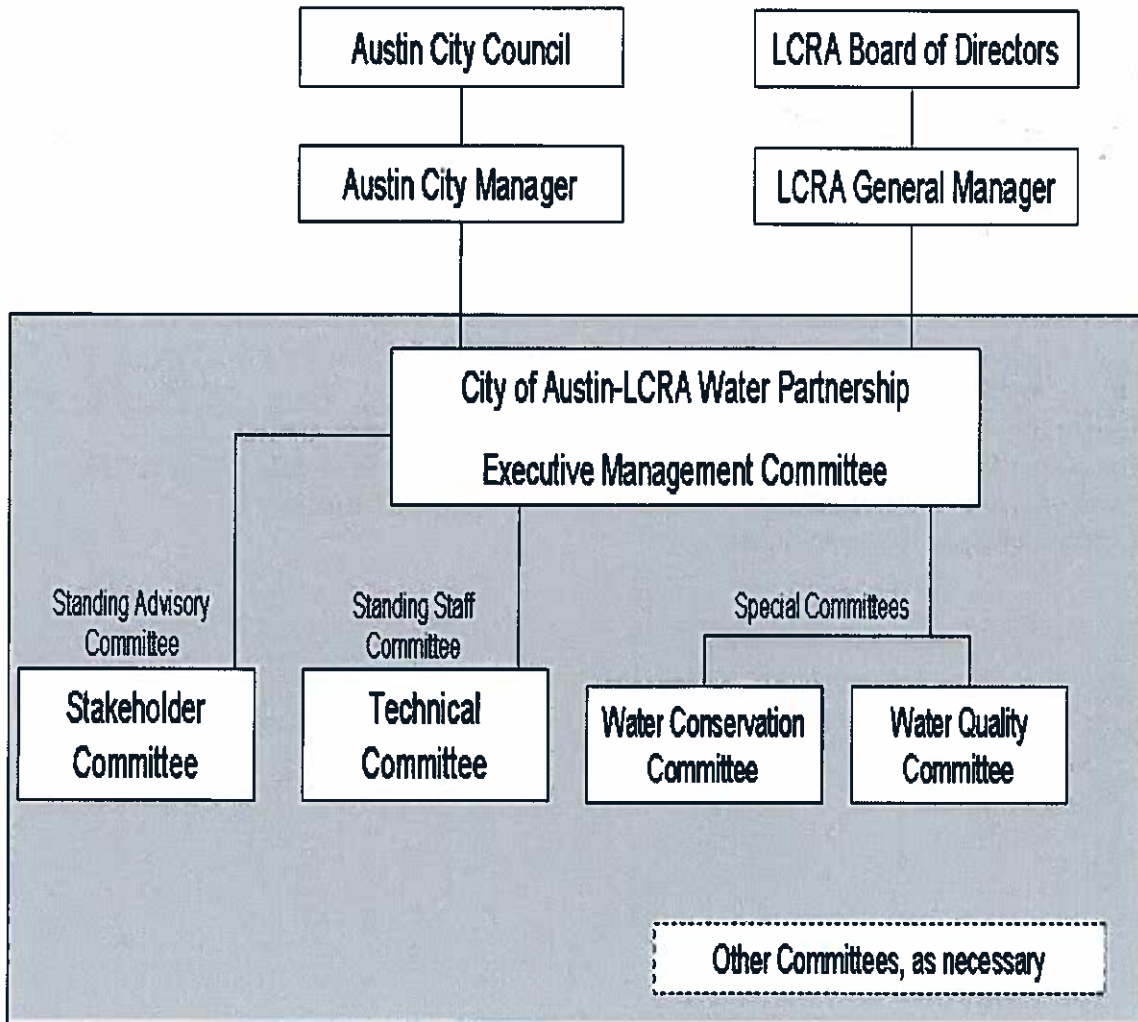 Austin City Council
LCRA Board of Directors
Austin City Manager
LCRA General Manager
City of Austin-LCRA Water Partnership
Executive Management Committee
Standing Advisory
Committee
Stakeholder
Committee
Standing Staff
Committee
Technical
Committee
Special Committees
Water Conservation
Committee
Water Quality
Committee
Other Committees, as necessary